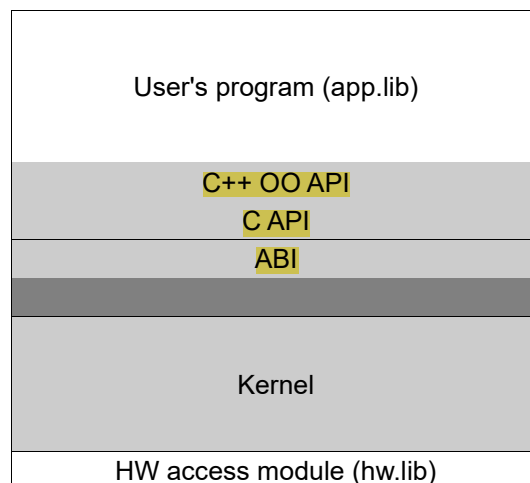 User's program (app.lib)
C++ OO API
C API
ABI
Kernel
HW access module (hw.lib)